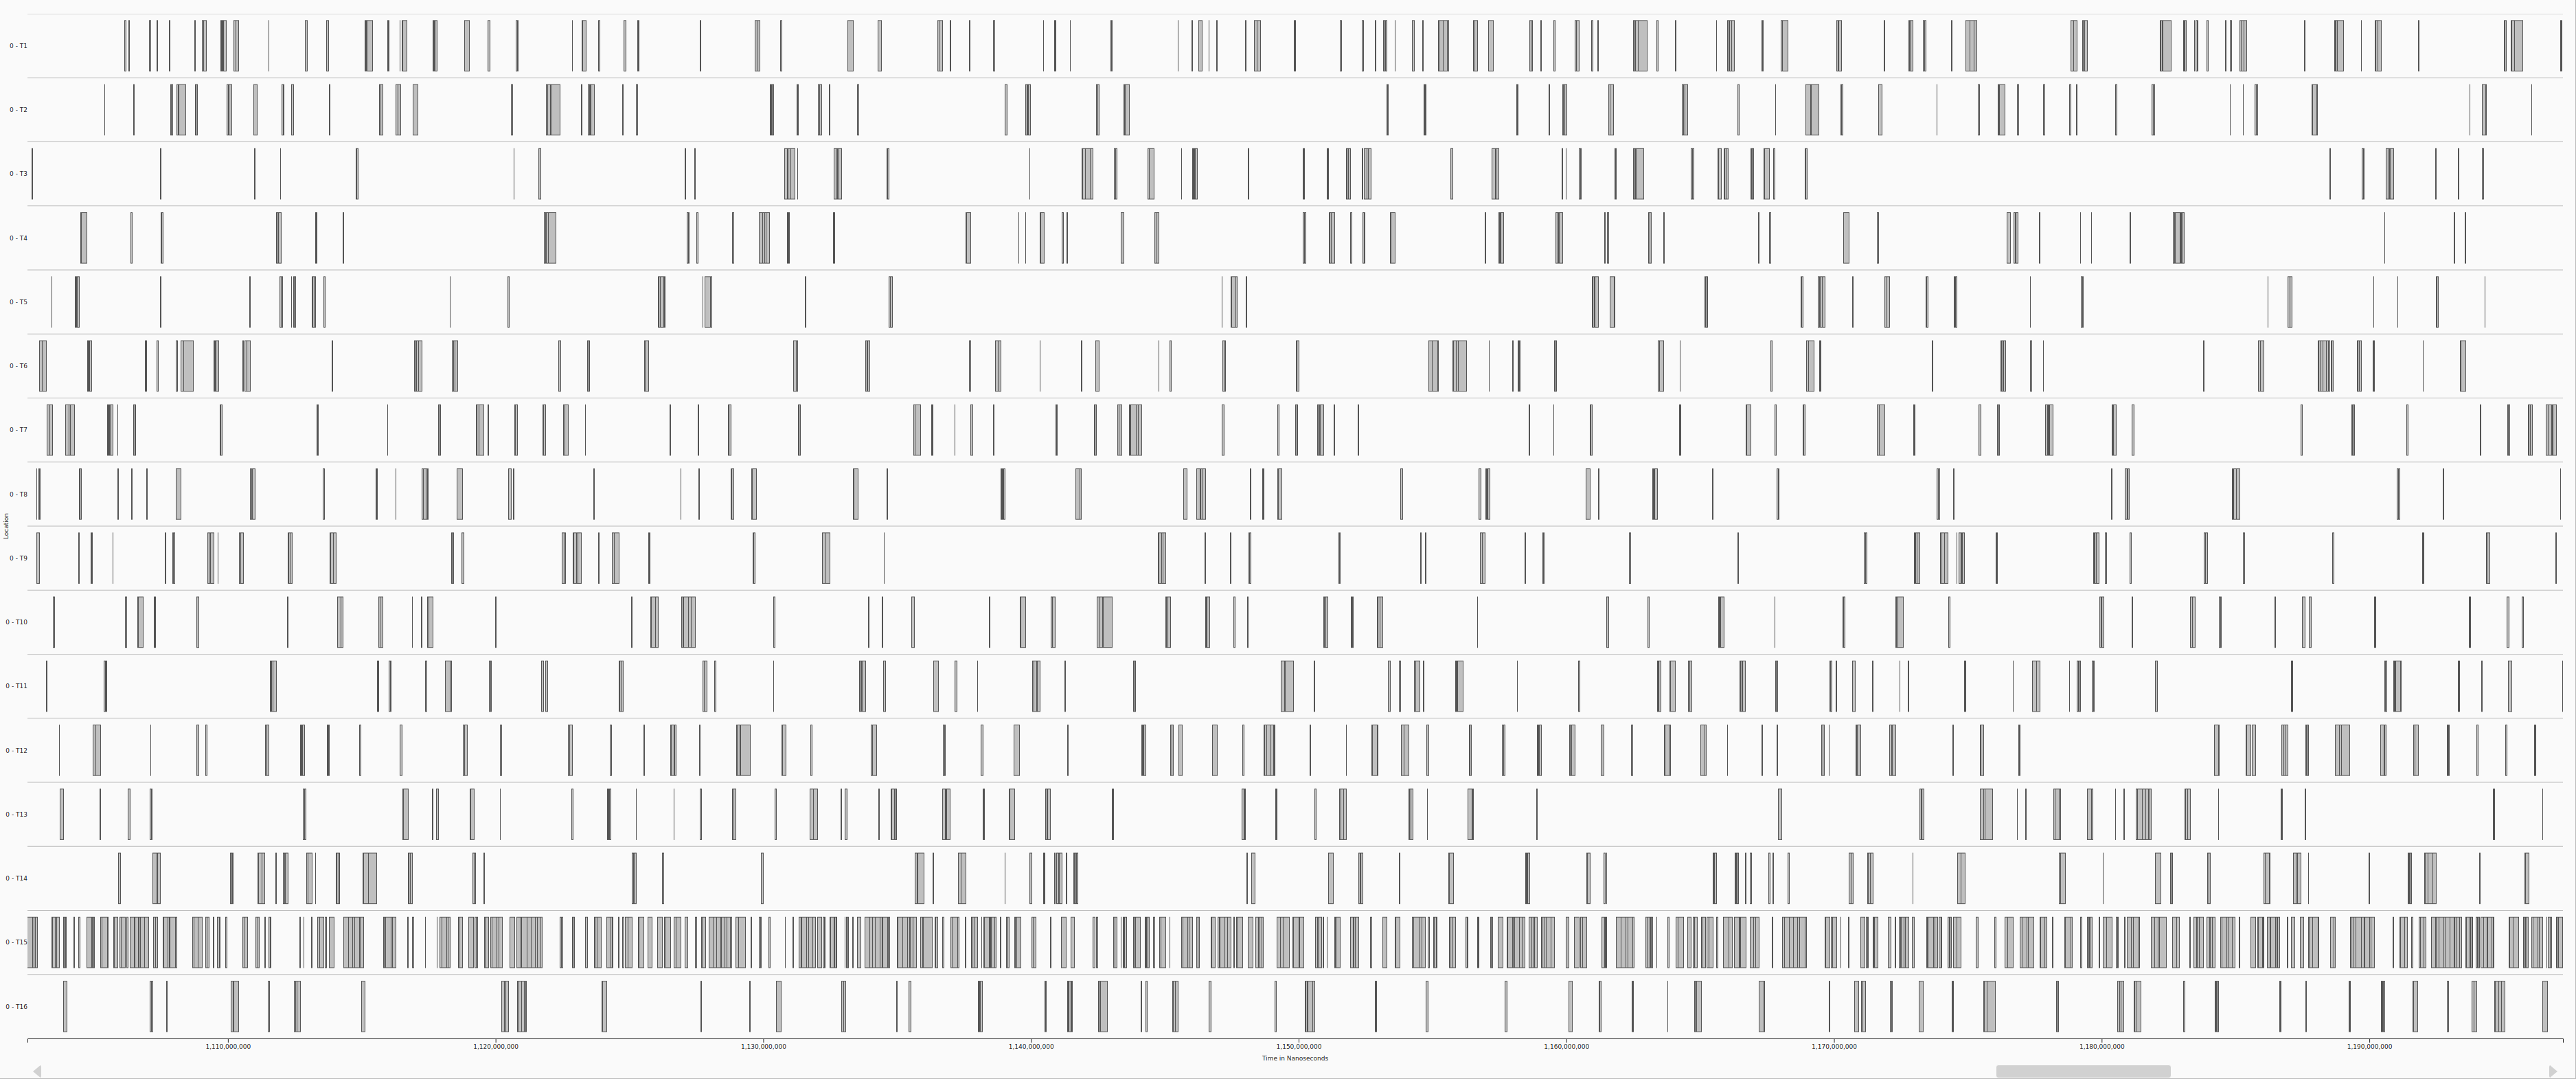 0 - T1
0 - T2
0 - T3
0 - T4
0 - T5
0 - T6
0 - T7
0 - T8
Location
0 - T9
0 - T10
0 - T11
0 - T12
0 - T13
0 - T14
0 - T15
0 - T16
1,110,000,000 1,120,000,000 1,130,000,000 1,140,000,000 1,150,000,000 1,160,000,000 1,170,000,000 1,180,000,000 1,190,000,000
Time in Nanoseconds